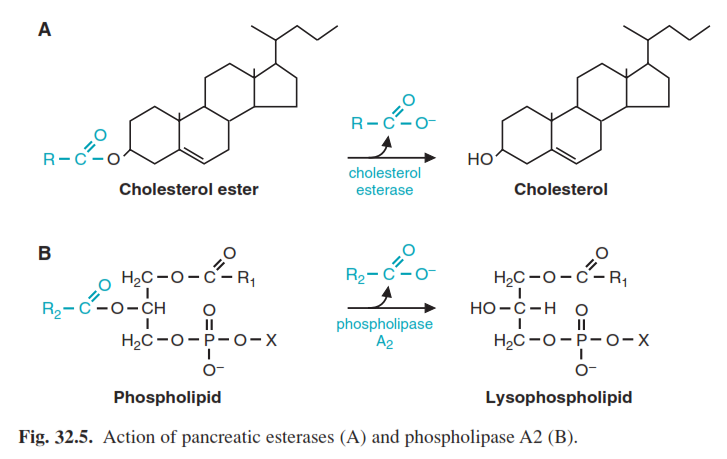 A
O
R–C–O
Cholesterol ester
O
R–C–O⁻
cholesterol
esterase
HO
Cholesterol
B
O
H₂C–O–C–R₁
O
R₂–C–O–CH
O
H₂C–O–P–O–X
O⁻
Phospholipid
O
R₂–C–O⁻
phospholipase
A2
O
H₂C–O–C–R₁
HO–C–H
O
H₂C–O–P–O–X
O⁻
Lysophospholipid
Fig. 32.5. Action of pancreatic esterases (A) and phospholipase A2 (B).